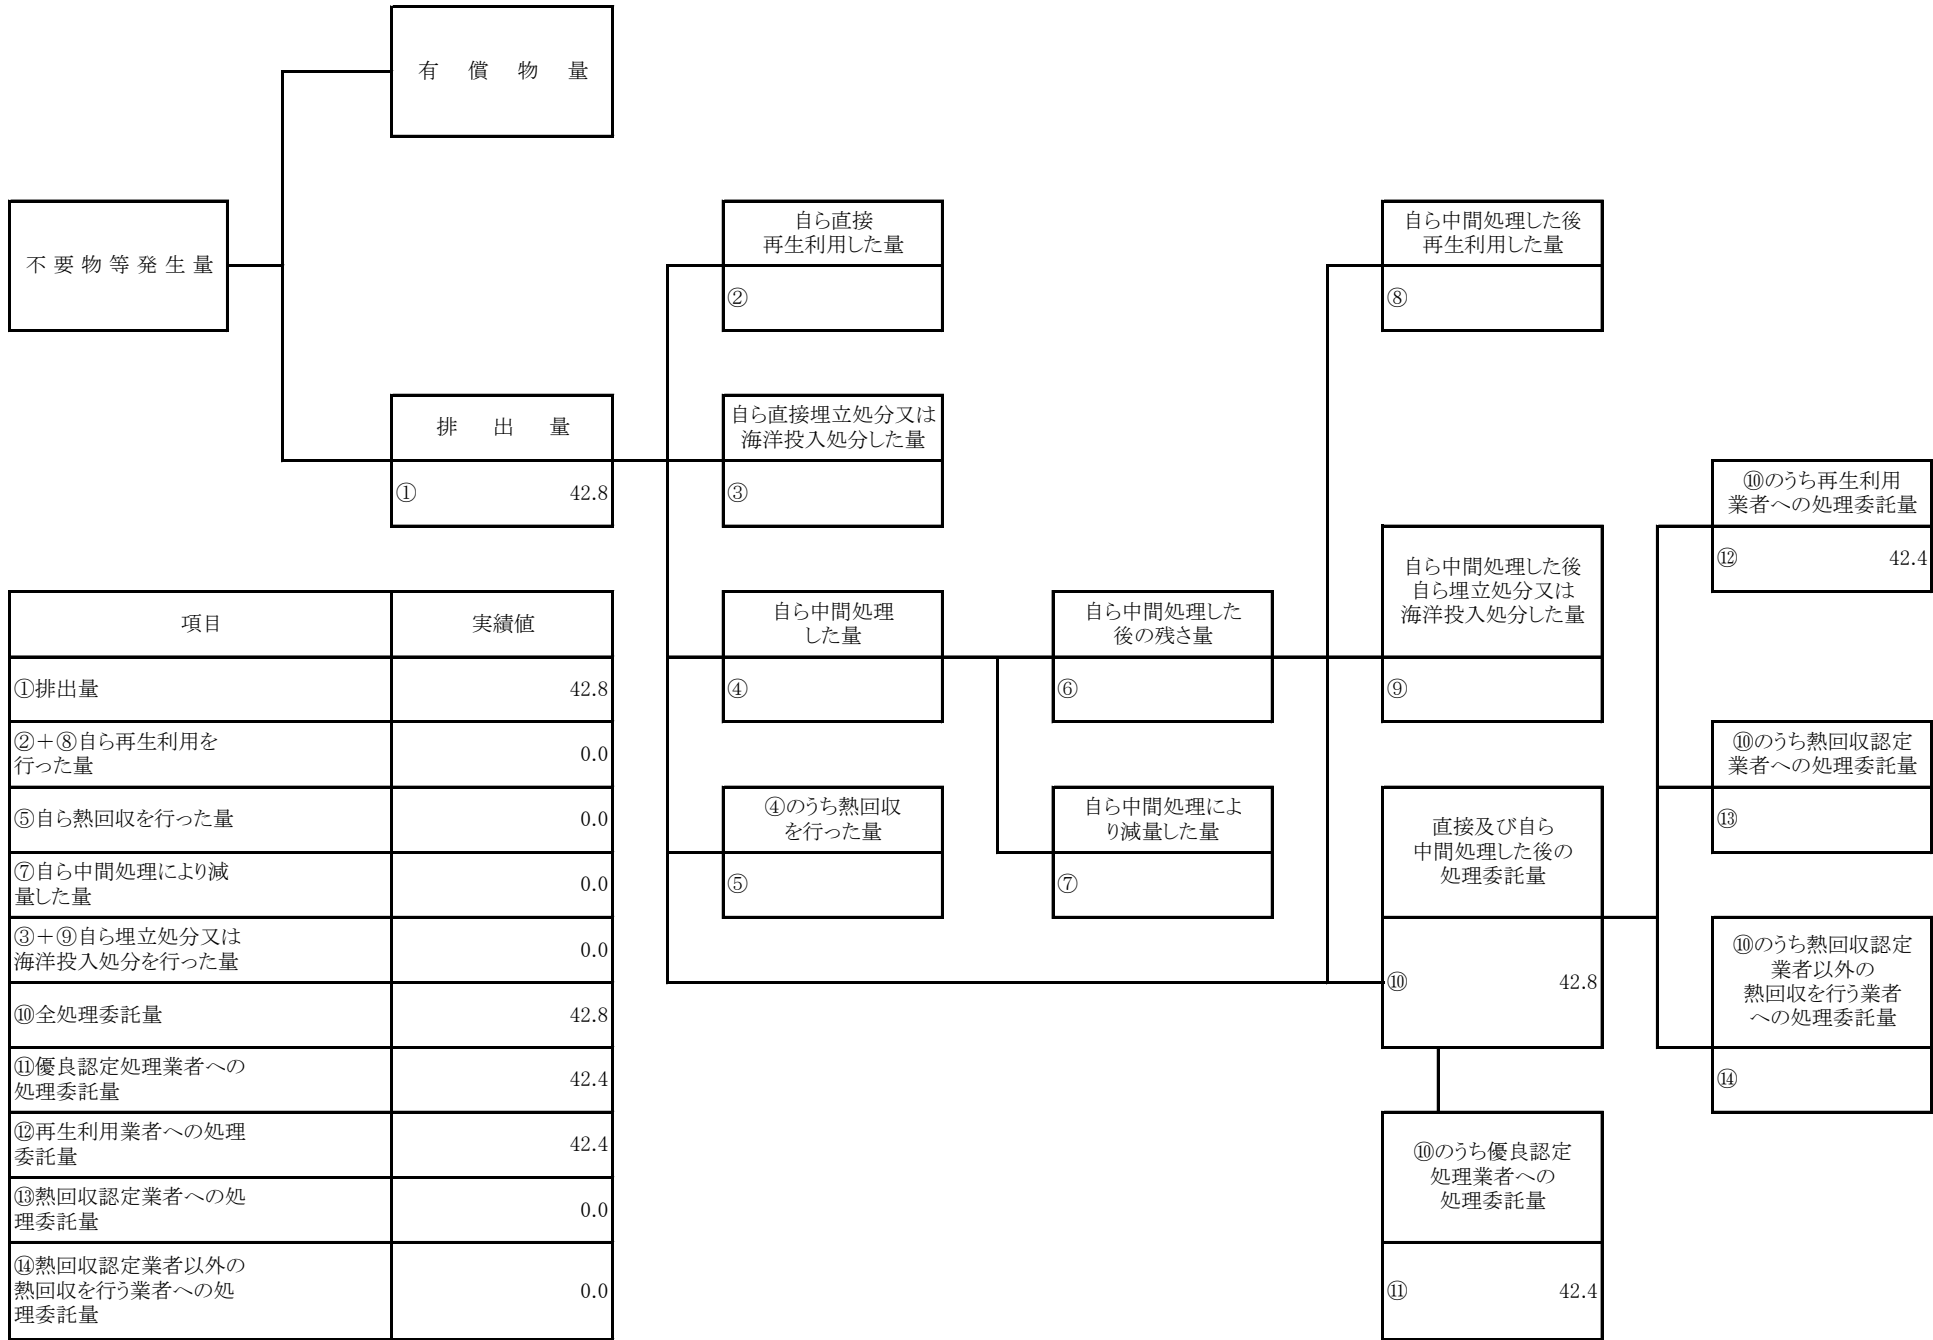 有償物量
不要物等発生量
自ら直接
再生利用した量
②
自ら中間処理した後
再生利用した量
⑧
排出量
① 42.8
自ら直接埋立処分又は
海洋投入処分した量
③
⑩のうち再生利用
業者への処理委託量
⑫ 42.4
自ら中間処理した後
自ら埋立処分又は
海洋投入処分した量
⑨
自ら中間処理
した量
④
自ら中間処理した
後の残さ量
⑥
⑩のうち熱回収認定
業者への処理委託量
⑬
④のうち熱回収
を行った量
⑤
自ら中間処理によ
り減量した量
⑦
直接及び自ら
中間処理した後の
処理委託量
⑩ 42.8
⑩のうち熱回収認定
業者以外の
熱回収を行う業者
への処理委託量
⑭
⑩のうち優良認定
処理業者への
処理委託量
⑪ 42.4
項目 実績値
①排出量 42.8
②+⑧自ら再生利用を
行った量 0.0
⑤自ら熱回収を行った量 0.0
⑦自ら中間処理により減
量した量 0.0
③+⑨自ら埋立処分又は
海洋投入処分を行った量 0.0
⑩全処理委託量 42.8
⑪優良認定処理業者への
処理委託量 42.4
⑫再生利用業者への処理
委託量 42.4
⑬熱回収認定業者への処
理委託量 0.0
⑭熱回収認定業者以外の
熱回収を行う業者への処
理委託量 0.0